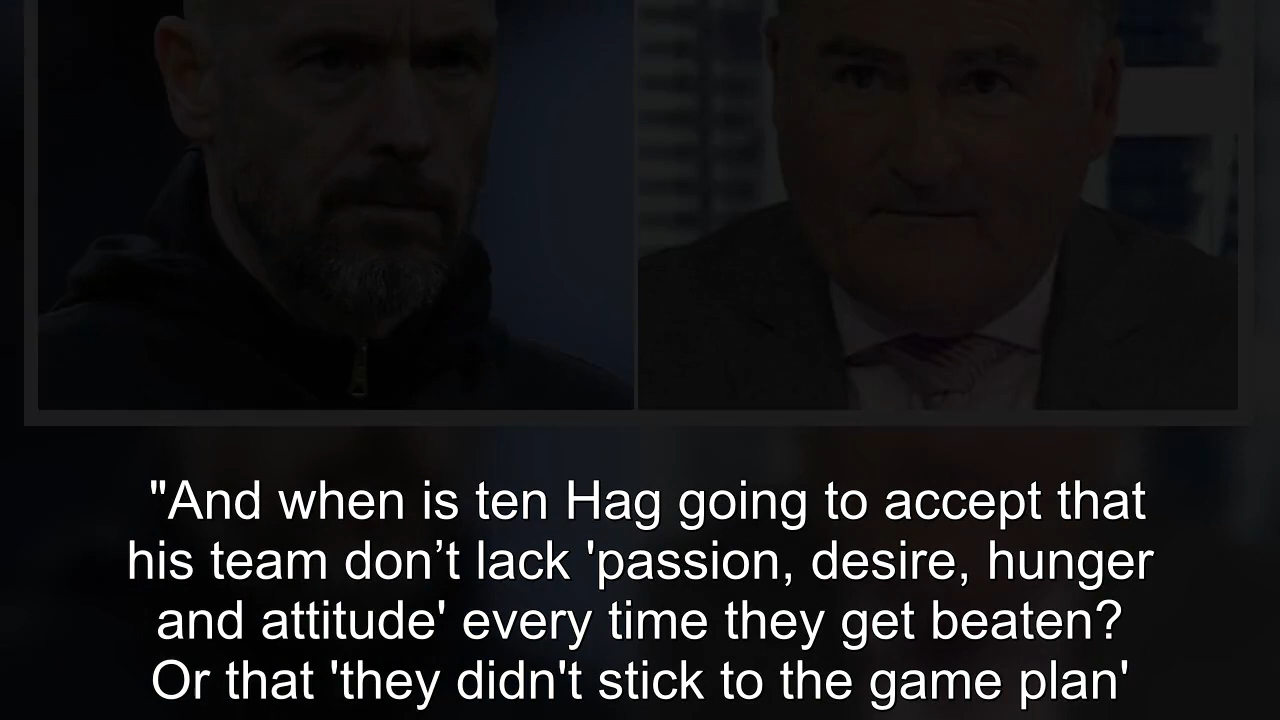 "And when is ten Hag going to accept that
his team don’t lack 'passion, desire, hunger
and attitude' every time they get beaten?
Or that 'they didn't stick to the game plan'